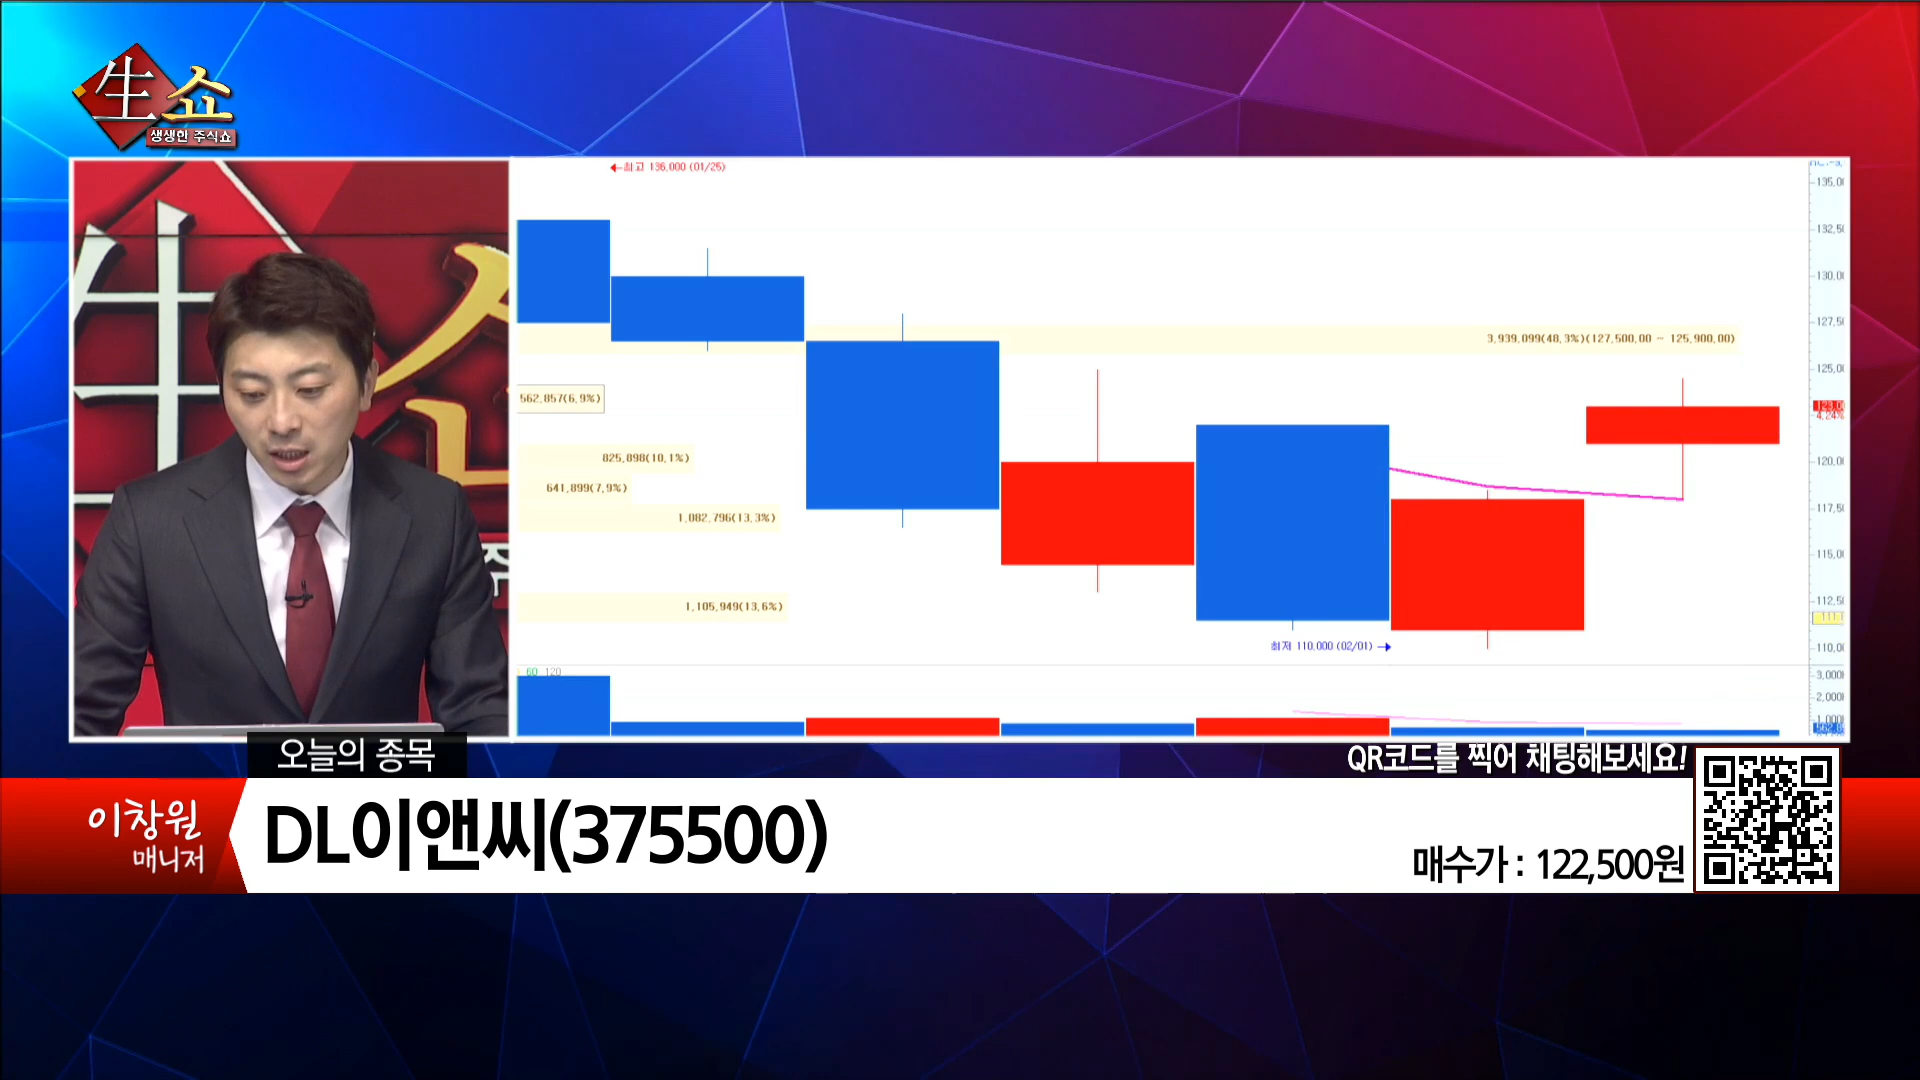 生쇼
생생한 주식쇼
최고 136,000 (01/25)
135,0
132,5
130,0
127,5
3,939,099(48,3%)(127,500,00 ~ 125,900,00)
125,0
562,857(6,9%)
123,0
4,24%
825,898(10,1%)
120,0
641,899(7,9%)
1,082,796(13,3%)
117,5
115,0
1,105,949(13,6%)
112,5
최저 110,000 (02/01)
110,0
60 120
3,000
2,000
1,000
오늘의 종목
QR코드를 찍어 채팅해보세요!
이창원
매니저
DL이앤씨(375500)
매수가 : 122,500원